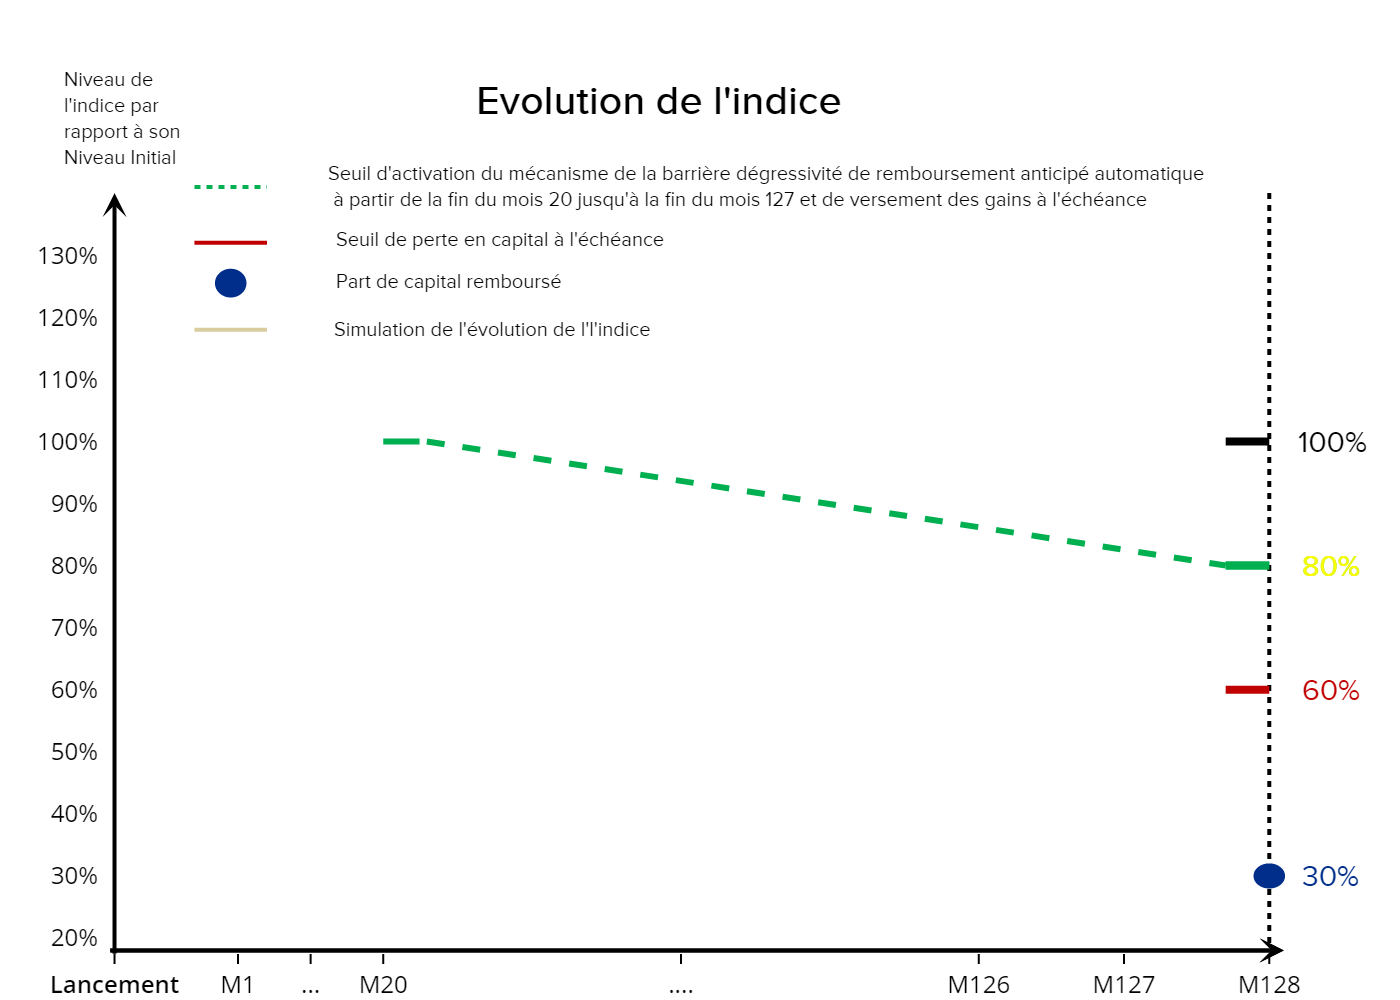 Niveau de
l'indice par
rapport à son
Niveau Initial
Evolution de l'indice
Seuil d'activation du mécanisme de la barrière dégressivité de remboursement anticipé automatique
à partir de la fin du mois 20 jusqu'à la fin du mois 127 et de versement des gains à l'échéance
Seuil de perte en capital à l'échéance
Part de capital remboursé
Simulation de l'évolution de l'l'indice
130%
120%
110%
100%
90%
80%
70%
60%
50%
40%
30%
20%
100%
80%
60%
30%
Lancement M1 ... M20 .... M126 M127 M128